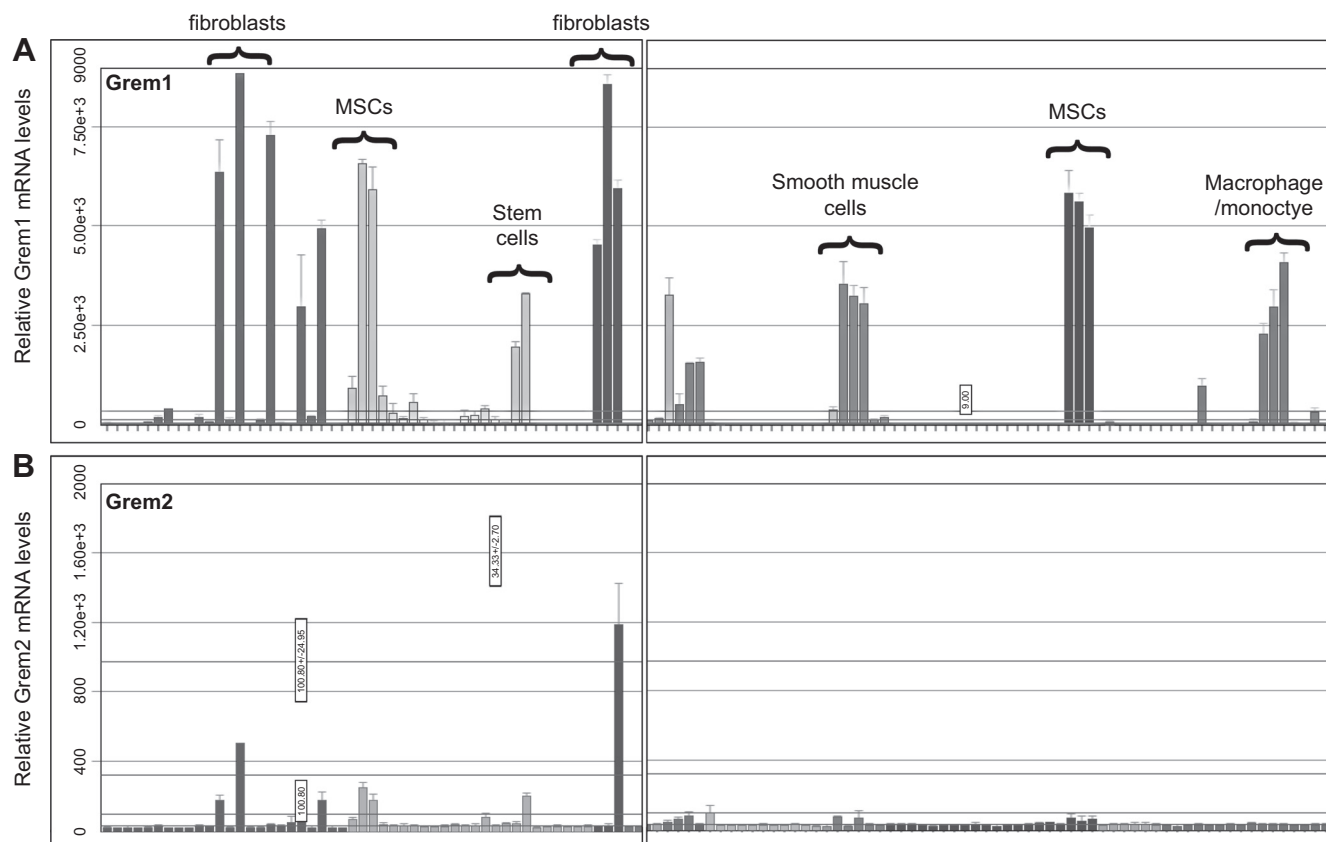 fibroblasts
fibroblasts
A
Grem1
MSCs
MSCs
Stem
cells
Smooth muscle
cells
Macrophage
/monoctye
Relative Grem1 mRNA levels
9000
7.50e+3
5.00e+3
2.50e+3
0
9.00
B
Grem2
Relative Grem2 mRNA levels
2000
1.60e+3
1.20e+3
800
400
0
34.33+/-2.70
100.80+/-24.95
100.80